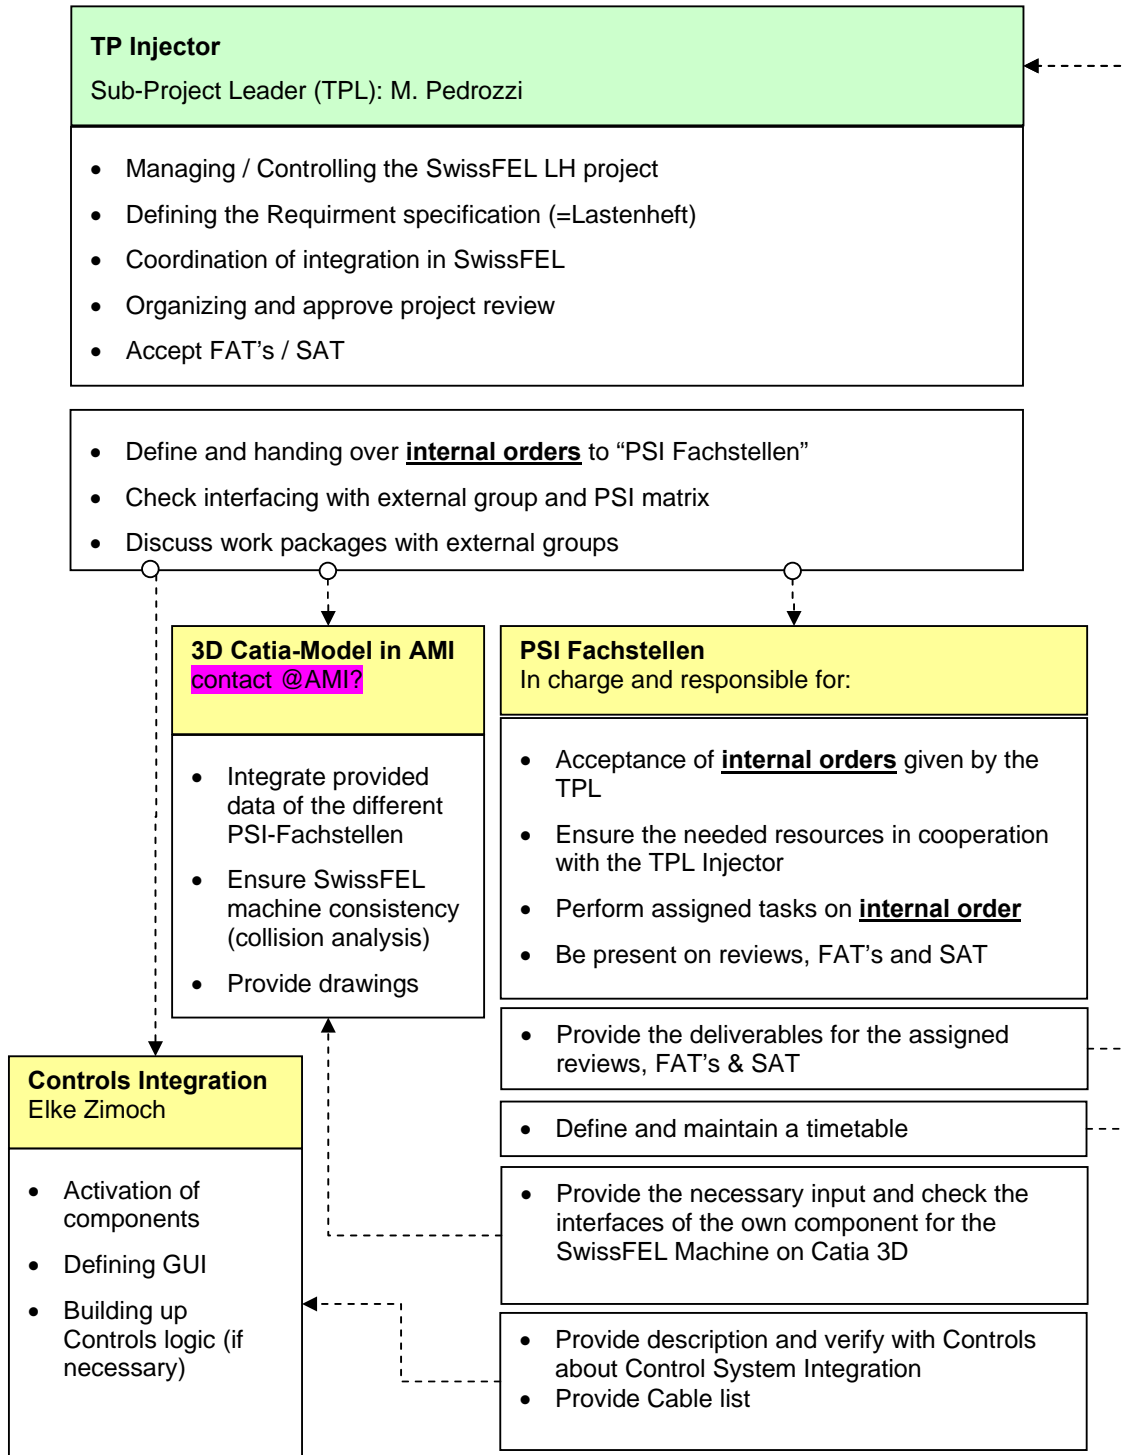 TP Injector
Sub-Project Leader (TPL): M. Pedrozzi
• Managing / Controlling the SwissFEL LH project
• Defining the Requirment specification (=Lastenheft)
• Coordination of integration in SwissFEL
• Organizing and approve project review
• Accept FAT's / SAT
• Define and handing over internal orders to “PSI Fachstellen”
• Check interfacing with external group and PSI matrix
• Discuss work packages with external groups
3D Catia-Model in AMI
contact @AMI?
• Integrate provided
data of the different
PSI-Fachstellen
• Ensure SwissFEL
machine consistency
(collision analysis)
• Provide drawings
PSI Fachstellen
In charge and responsible for:
• Acceptance of internal orders given by the
TPL
• Ensure the needed resources in cooperation
with the TPL Injector
• Perform assigned tasks on internal order
• Be present on reviews, FAT's and SAT
• Provide the deliverables for the assigned
reviews, FAT's & SAT
• Define and maintain a timetable
• Provide the necessary input and check the
interfaces of the own component for the
SwissFEL Machine on Catia 3D
• Provide description and verify with Controls
about Control System Integration
• Provide Cable list
Controls Integration
Elke Zimoch
• Activation of
components
• Defining GUI
• Building up
Controls logic (if
necessary)